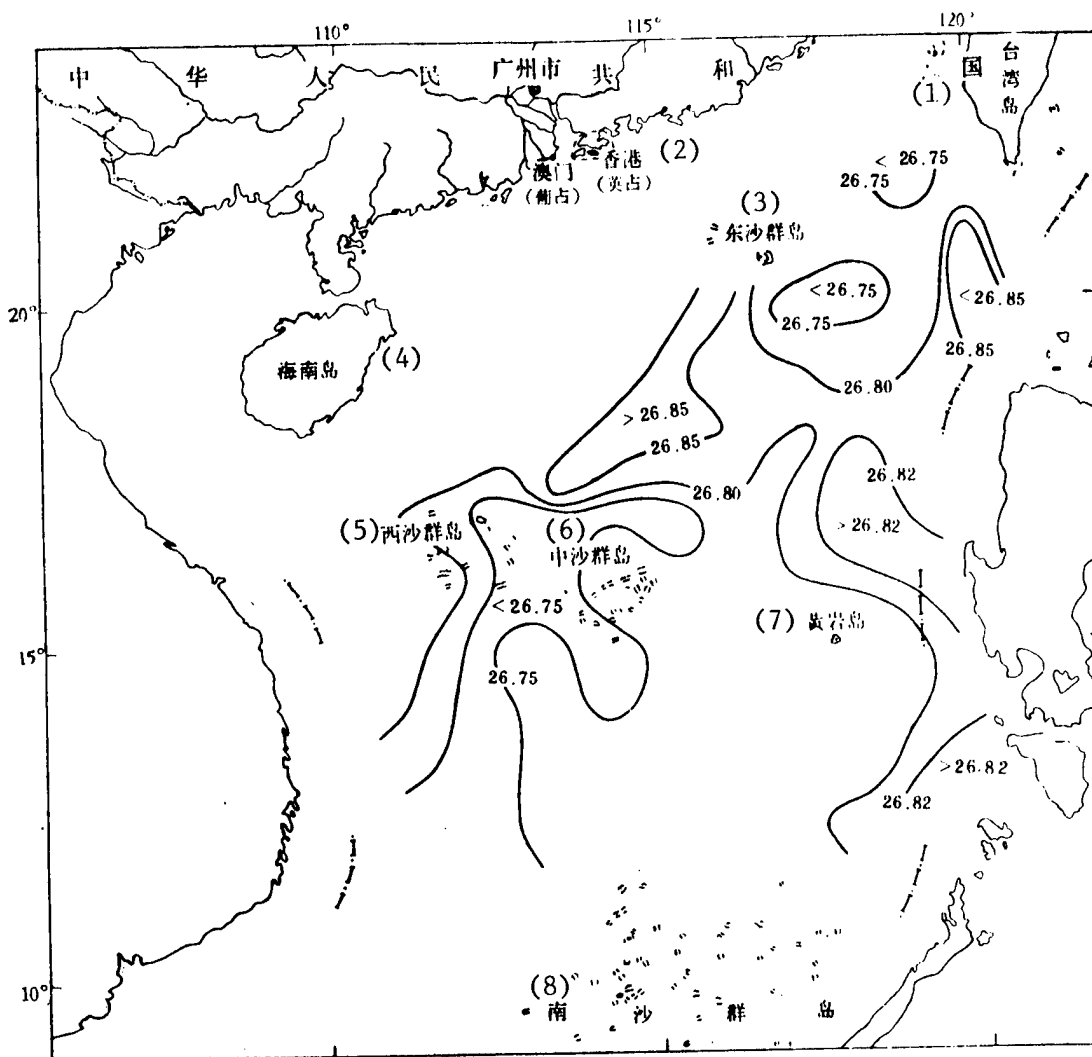 110°
115°
120°
中华人民共和国
广州市
台湾岛
(1)
(2)
澳门
(葡占)
香港
(英占)
< 26.75
26.75
(3)
东沙群岛
<26.75
26.75
<26.85
26.85
20°
海南岛
(4)
26.80
>26.85
26.85
26.82
26.80
>26.82
(5)
西沙群岛
(6)
中沙群岛
<26.75
(7)
黄岩岛
15°
26.75
>26.82
26.82
10°
(8)
南沙群岛